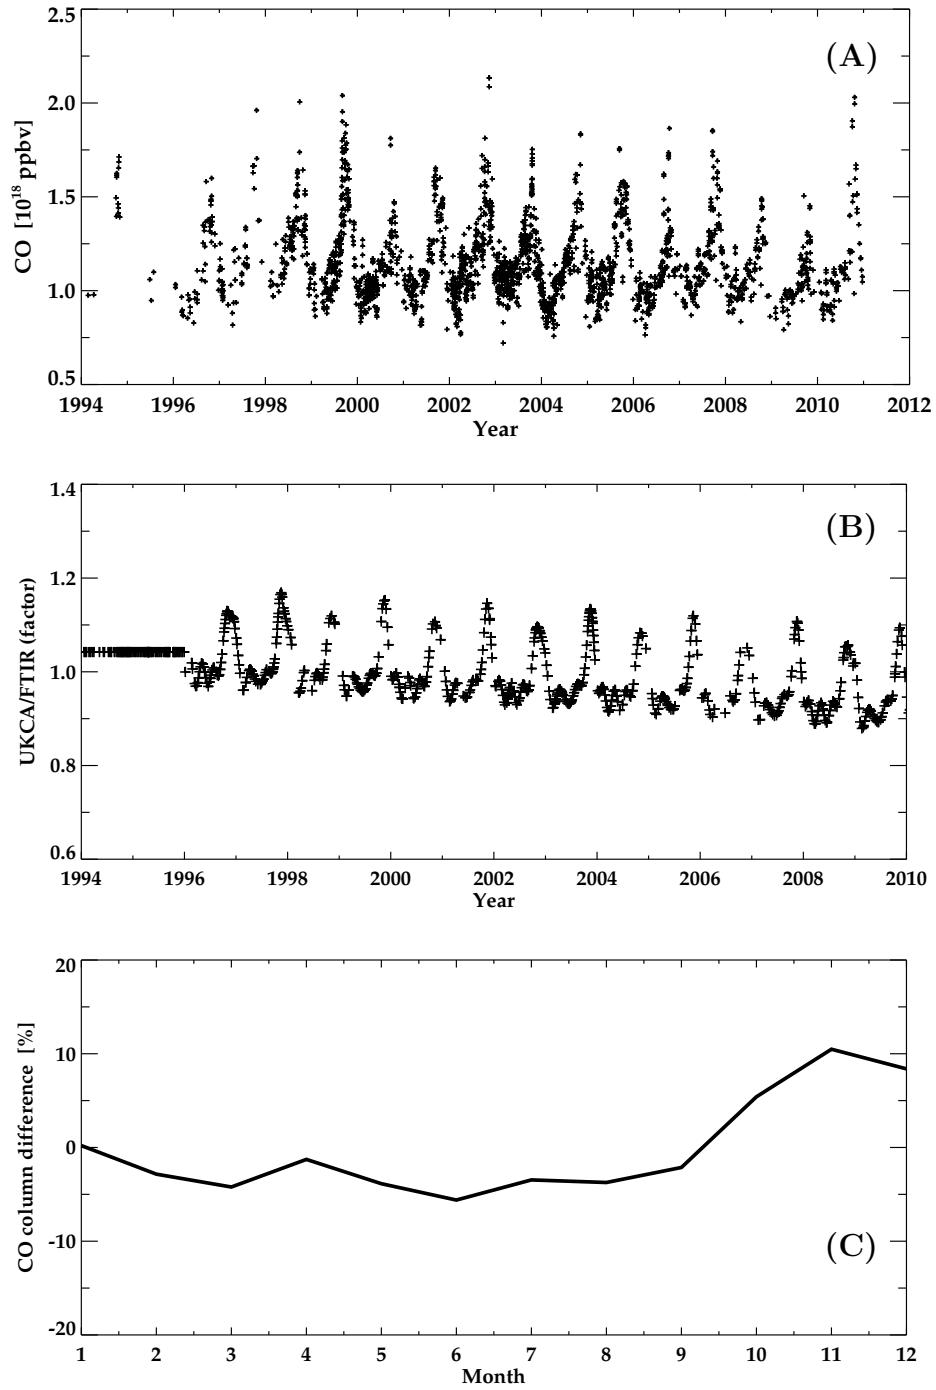 2.5
(A)
2.0
1.5
1.0
0.5
CO [10¹⁸ ppbv]
1994 1996 1998 2000 2002 2004 2006 2008 2010 2012
Year
1.4
(B)
1.2
1.0
0.8
0.6
UKCA/FTIR (factor)
1994 1996 1998 2000 2002 2004 2006 2008 2010
Year
20
10
0
-10
(C)
-20
CO column difference [%]
1 2 3 4 5 6 7 8 9 10 11 12
Month